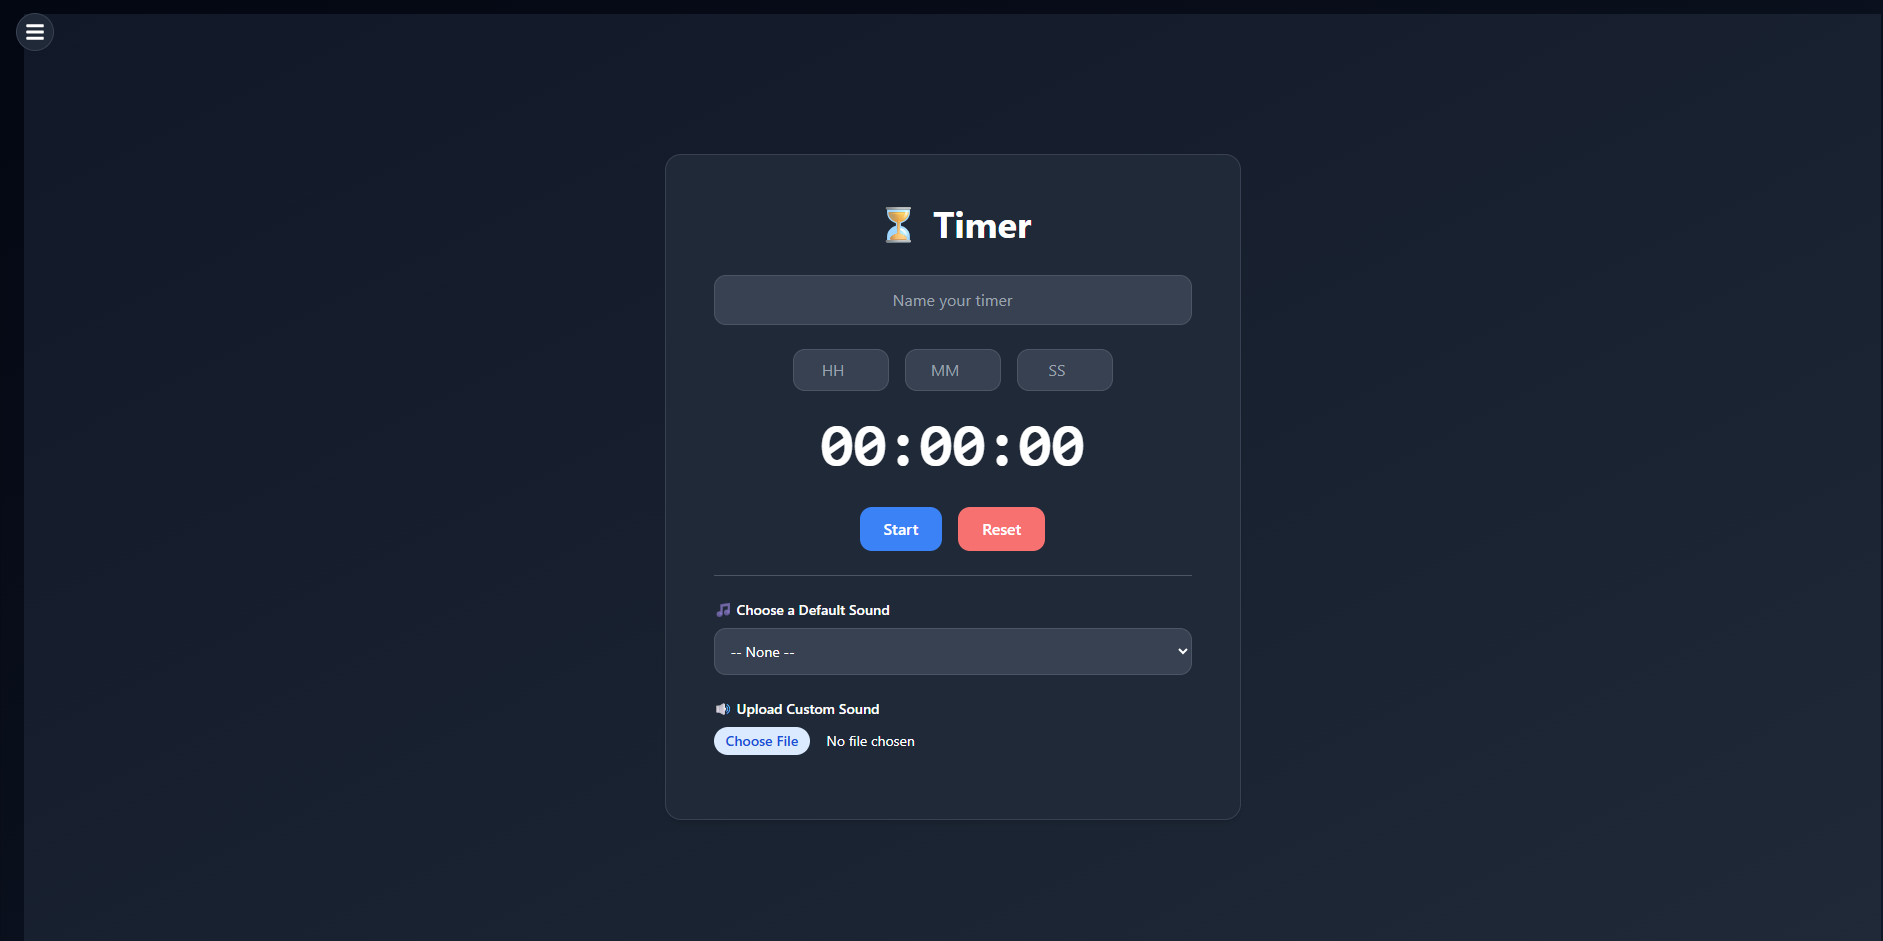 ⏳ Timer
Name your timer
HH MM SS
00:00:00
Start Reset
🎵 Choose a Default Sound
-- None --
🔊 Upload Custom Sound
Choose File No file chosen